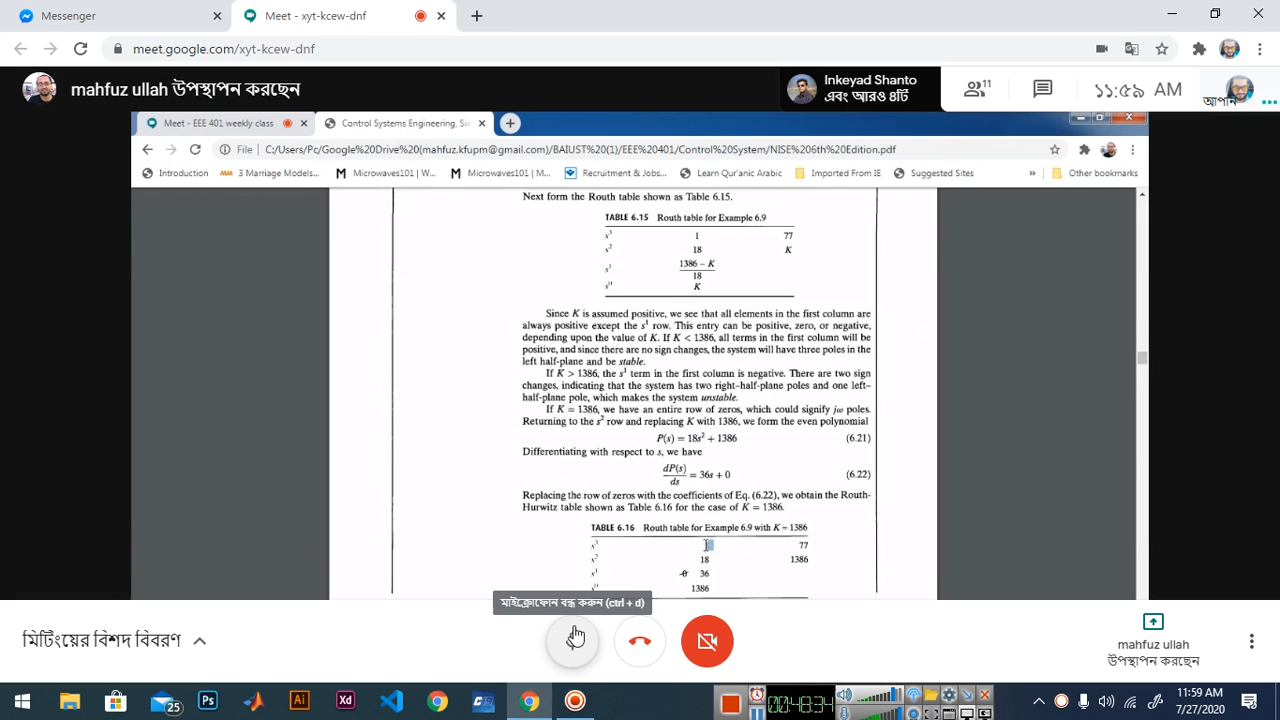 Messenger
Meet - xyt-kcew-dnf
meet.google.com/xyt-kcew-dnf
mahfuz ullah উপস্থাপন করছেন
Inkeyad Shanto
এবং আরও ৪টি
11
১১:৫৯ AM
আপনি
Meet - EEE 401 weekly class
Control Systems Engineering, Six
File
C:/Users/Pc/Google%20Drive%20(mahfuz.kfupm@gmail.com)/BAIUST%20(1)/EEE%20401/Control%20System/NISE%206th%20Edition.pdf
Introduction
3 Marriage Models...
Microwaves101 | W...
Microwaves101 | M...
Recruitment & Jobs...
Learn Qur'anic Arabic
Imported From IE
Suggested Sites
»
Other bookmarks
Next form the Routh table shown as Table 6.15.
TABLE 6.15 Routh table for Example 6.9
s³ 1 77
s² 18 K
s¹ 1386 − K
18
s⁰ K
Since K is assumed positive, we see that all elements in the first column are
always positive except the s¹ row. This entry can be positive, zero, or negative,
depending upon the value of K. If K < 1386, all terms in the first column will be
positive, and since there are no sign changes, the system will have three poles in the
left half-plane and be stable.
If K > 1386, the s¹ term in the first column is negative. There are two sign
changes, indicating that the system has two right-half-plane poles and one left-
half-plane pole, which makes the system unstable.
If K = 1386, we have an entire row of zeros, which could signify jω poles.
Returning to the s² row and replacing K with 1386, we form the even polynomial
P(s) = 18s² + 1386 (6.21)
Differentiating with respect to s, we have
dP(s)
ds = 36s + 0 (6.22)
Replacing the row of zeros with the coefficients of Eq. (6.22), we obtain the Routh-
Hurwitz table shown as Table 6.16 for the case of K = 1386.
TABLE 6.16 Routh table for Example 6.9 with K = 1386
s³ 77
s² 18 1386
s¹ 0 36
1386
মাইক্রোফোন বন্ধ করুন (ctrl + d)
মিটিংয়ের বিশদ বিবরণ
mahfuz ullah
উপস্থাপন করছেন
25
Ps
Ai
Xd
00:48:34
11:59 AM
7/27/2020